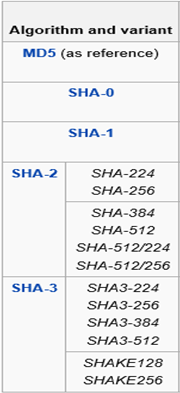 Algorithm and variant
MD5 (as reference)
SHA-0
SHA-1
SHA-2
SHA-224
SHA-256
SHA-384
SHA-512
SHA-512/224
SHA-512/256
SHA-3
SHA3-224
SHA3-256
SHA3-384
SHA3-512
SHAKE128
SHAKE256